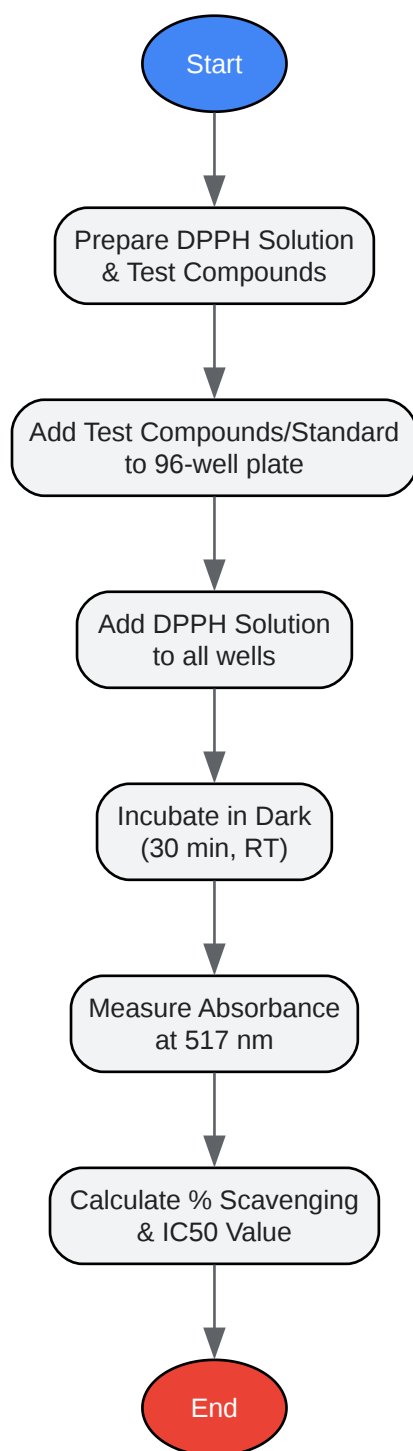 Start
Prepare DPPH Solution
& Test Compounds
Add Test Compounds/Standard
to 96-well plate
Add DPPH Solution
to all wells
Incubate in Dark
(30 min, RT)
Measure Absorbance
at 517 nm
Calculate % Scavenging
& IC50 Value
End